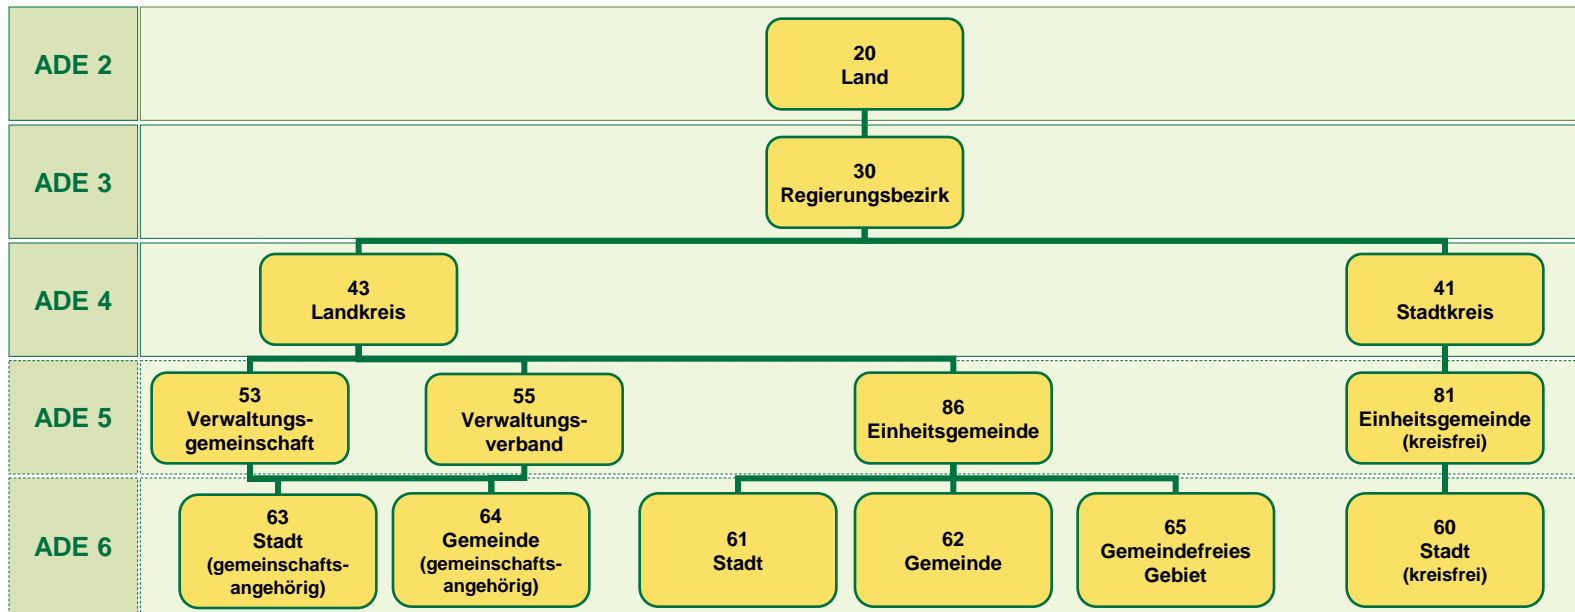 ADE 2
20
Land
ADE 3
30
Regierungsbezirk
ADE 4
43
Landkreis
41
Stadtkreis
ADE 5
53
Verwaltungs-
gemeinschaft
55
Verwaltungs-
verband
86
Einheitsgemeinde
81
Einheitsgemeinde
(kreisfrei)
ADE 6
63
Stadt
(gemeinschafts-
angehörig)
64
Gemeinde
(gemeinschafts-
angehörig)
61
Stadt
62
Gemeinde
65
Gemeindefreies
Gebiet
60
Stadt
(kreisfrei)